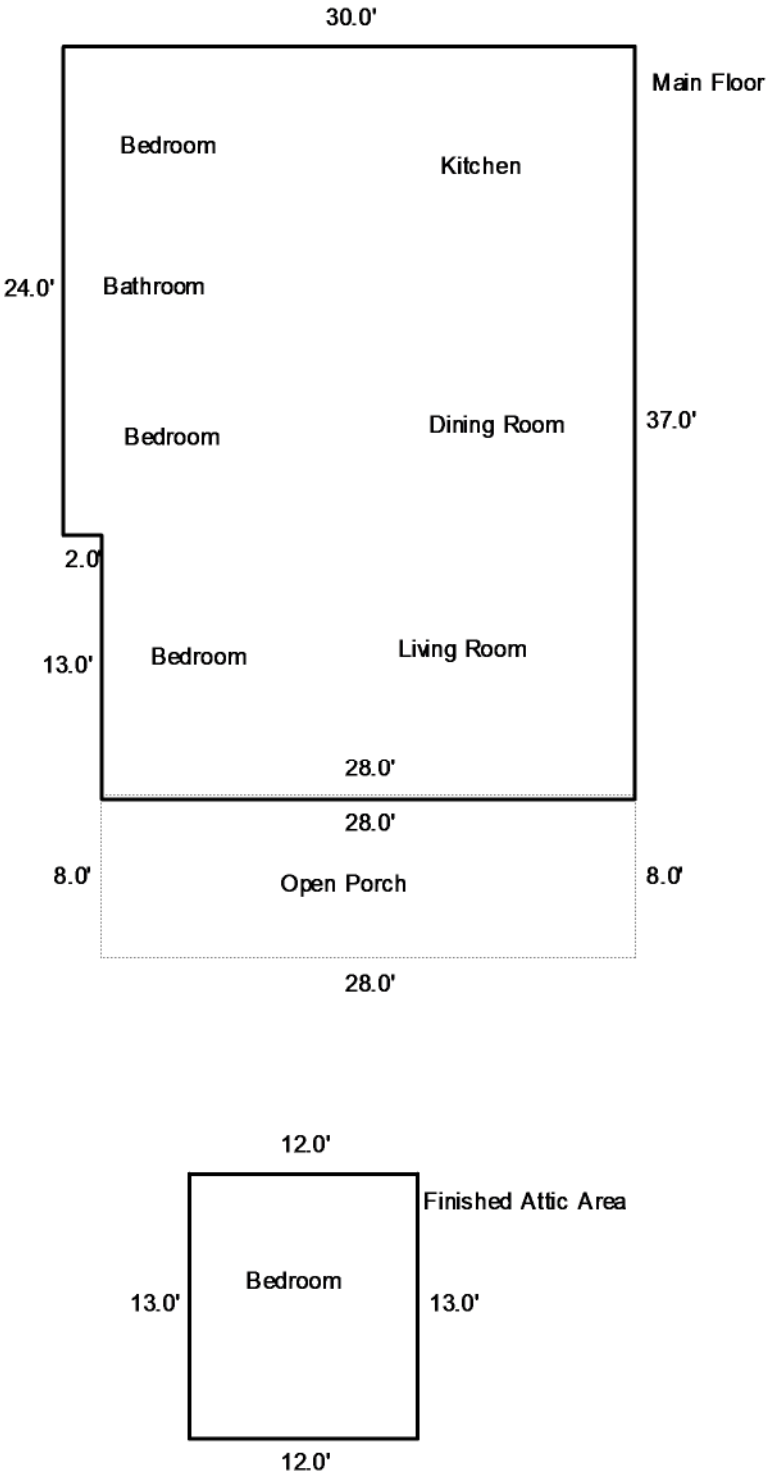 30.0'
Main Floor
Bedroom
Kitchen
24.0'
Bathroom
Dining Room
37.0'
Bedroom
2.0'
13.0'
Bedroom
Living Room
28.0'
28.0'
8.0'
Open Porch
8.0'
28.0'
12.0'
Finished Attic Area
Bedroom
13.0'
13.0'
12.0'